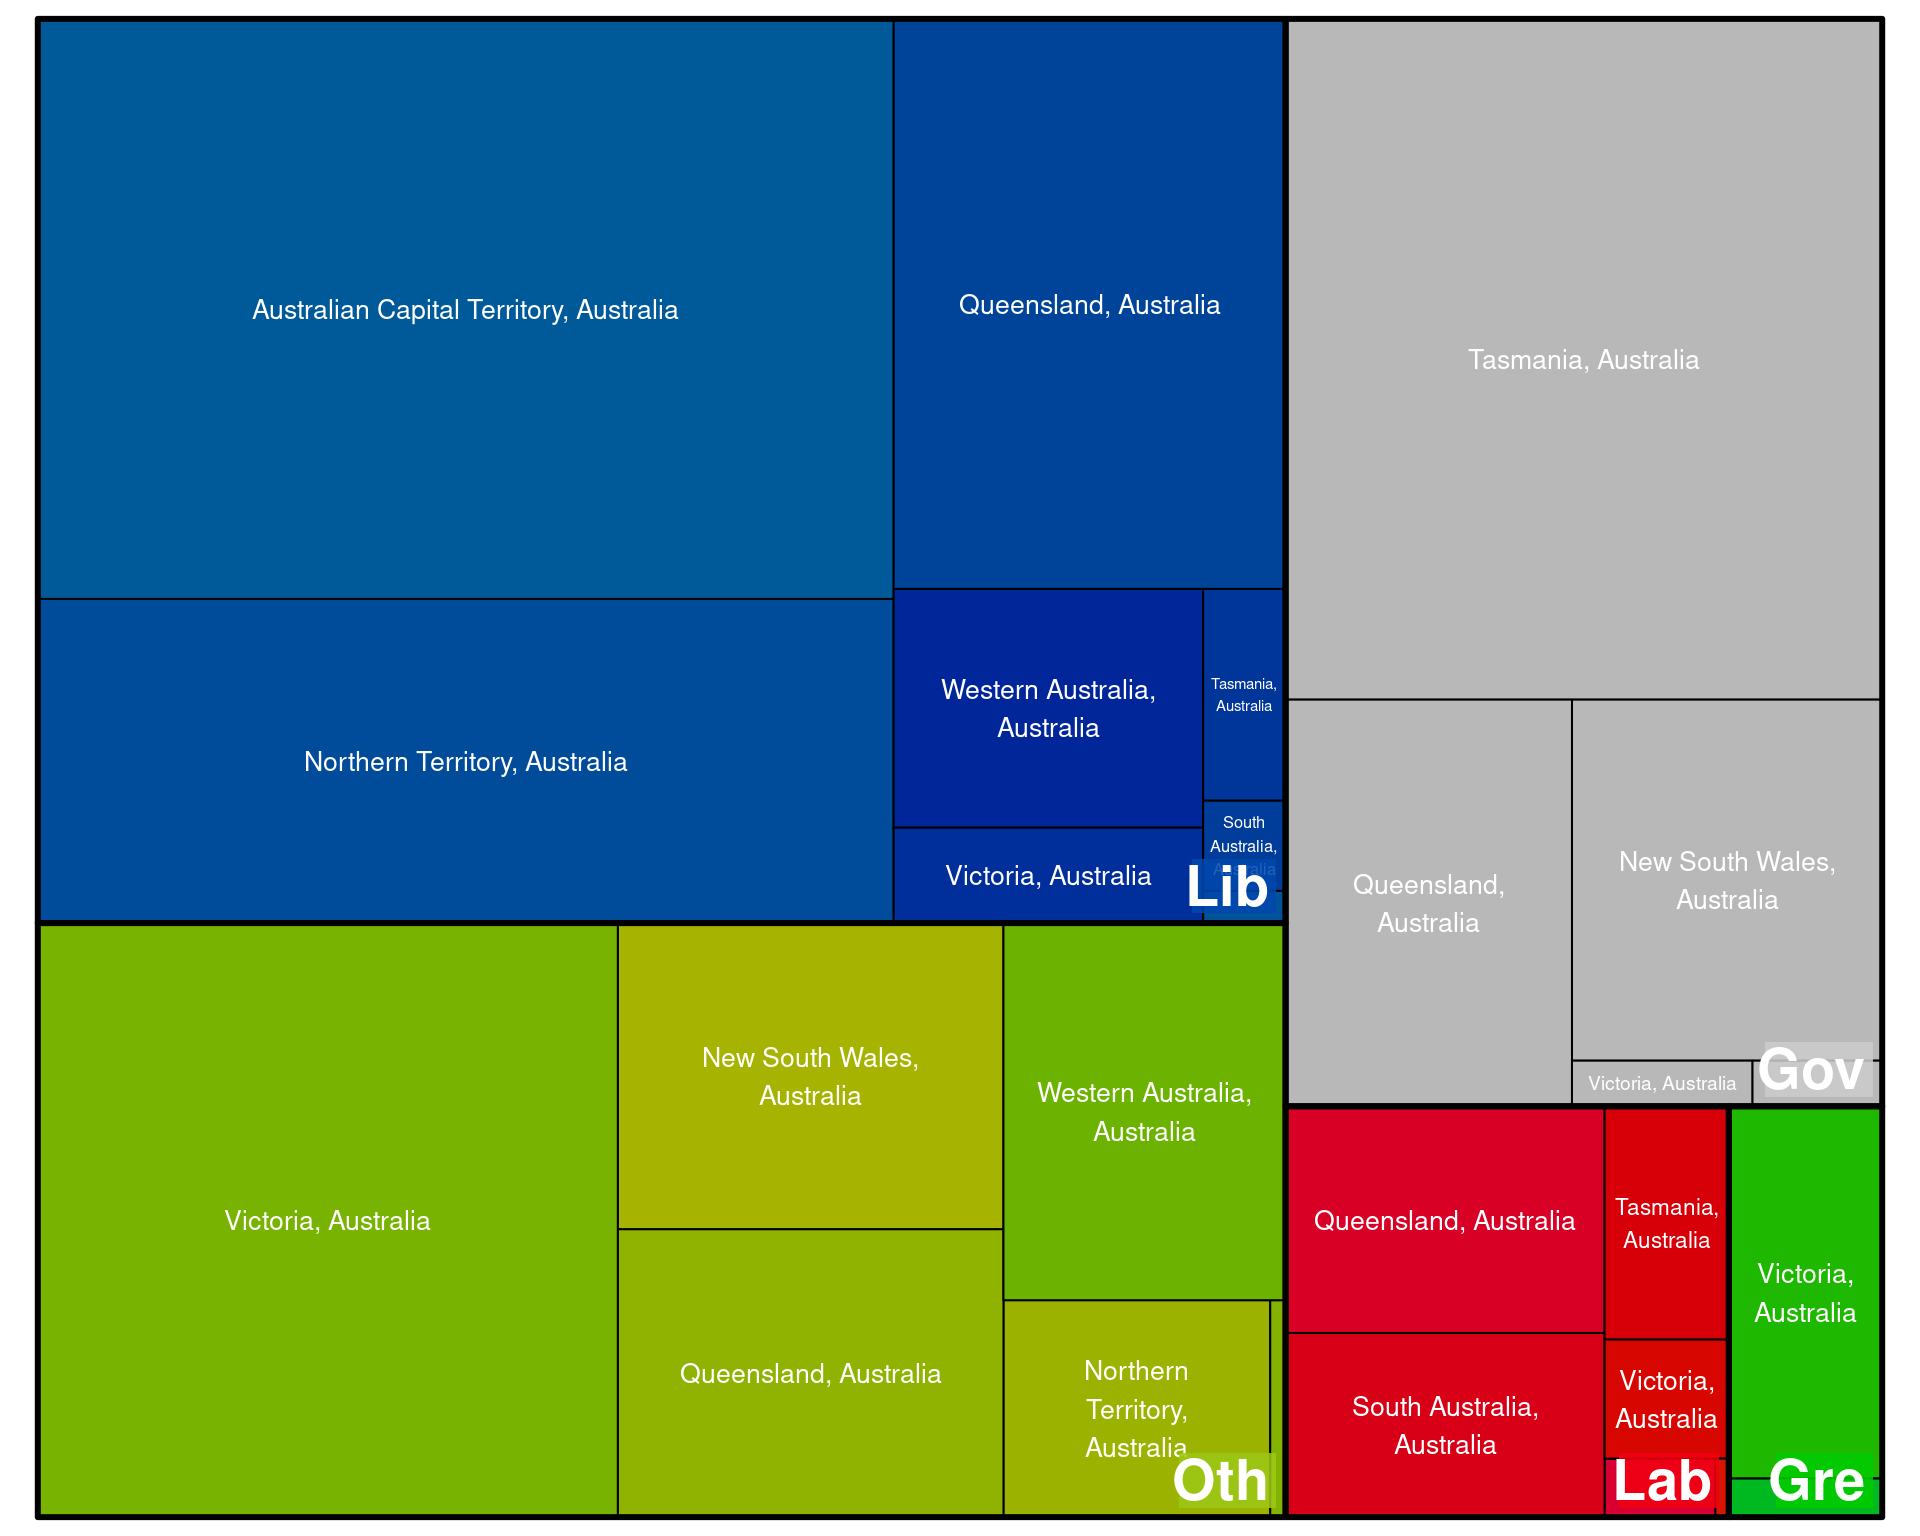 Australian Capital Territory, Australia
Northern Territory, Australia
Queensland, Australia
Western Australia,
Australia
Tasmania,
Australia
South
Australia,
Australia
Victoria, Australia
Lib
Tasmania, Australia
Queensland,
Australia
New South Wales,
Australia
Victoria, Australia
Gov
Victoria, Australia
New South Wales,
Australia
Queensland, Australia
Western Australia,
Australia
Northern
Territory,
Australia
Oth
Queensland, Australia
South Australia,
Australia
Tasmania,
Australia
Victoria,
Australia
Lab
Victoria,
Australia
Gre